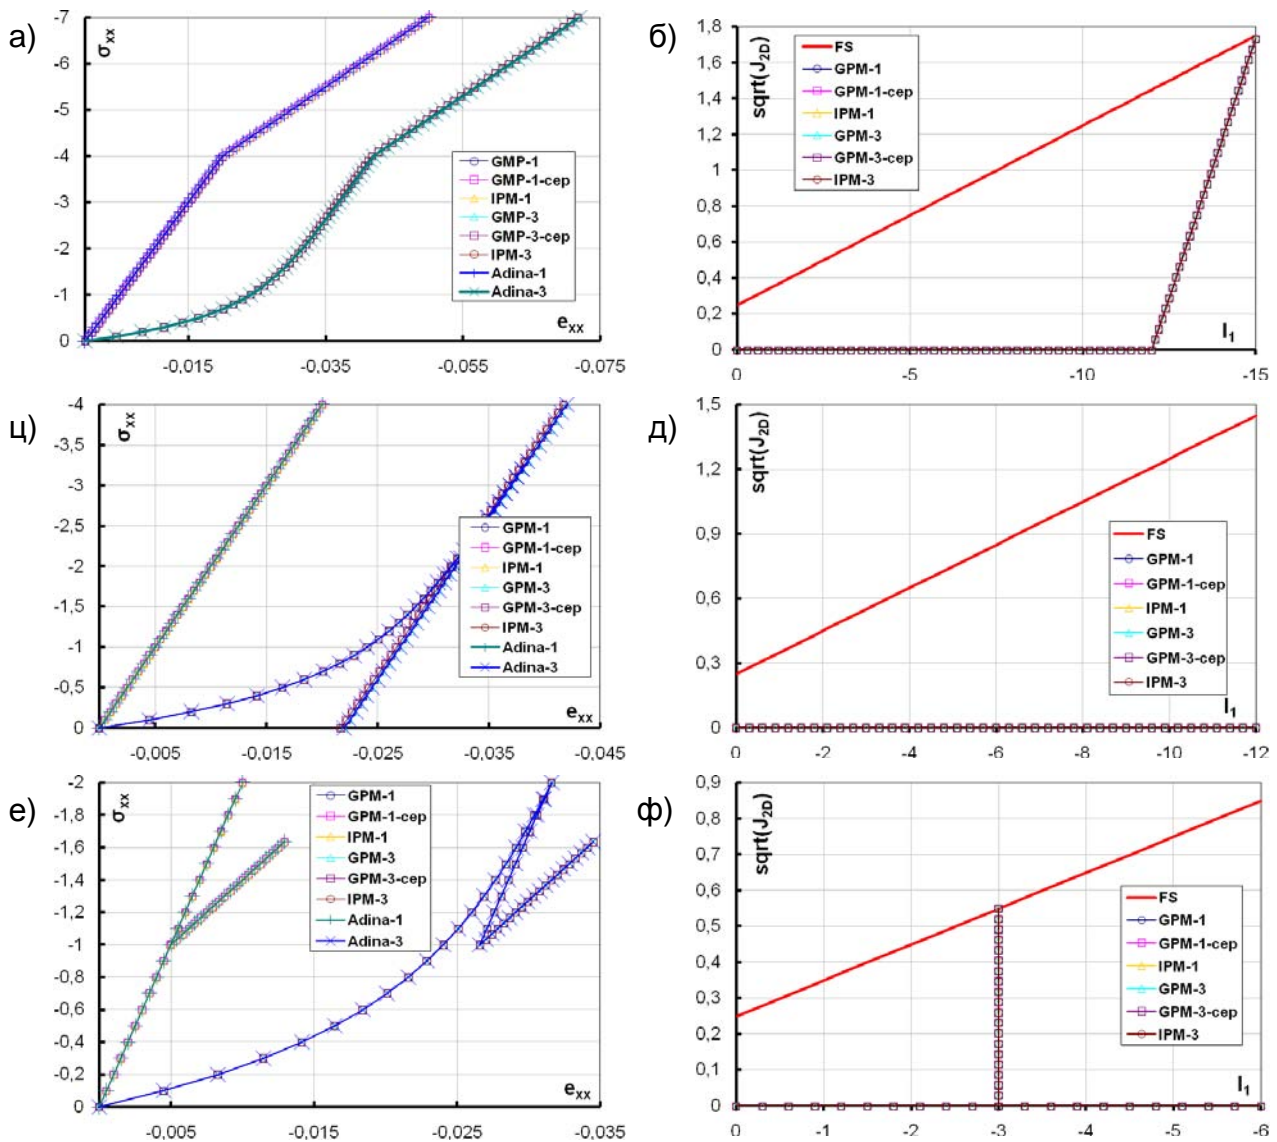 а)
σxx
-7
-6
-5
-4
-3
-2
-1
0
GMP-1
GMP-1-cep
IPM-1
GMP-3
GMP-3-cep
IPM-3
Adina-1
Adina-3
exx
-0,015 -0,035 -0,055 -0,075
б)
sqrt(J2D)
1,8
1,6
1,4
1,2
1
0,8
0,6
0,4
0,2
0
FS
GPM-1
GPM-1-cep
IPM-1
GPM-3
GPM-3-cep
IPM-3
I1
0 -5 -10 -15
ц)
σxx
-4
-3,5
-3
-2,5
-2
-1,5
-1
-0,5
0
GPM-1
GPM-1-cep
IPM-1
GPM-3
GPM-3-cep
IPM-3
Adina-1
Adina-3
exx
-0,005 -0,015 -0,025 -0,035 -0,045
д)
sqrt(J2D)
1,5
1,2
0,9
0,6
0,3
0
FS
GPM-1
GPM-1-cep
IPM-1
GPM-3
GPM-3-cep
IPM-3
I1
0 -2 -4 -6 -8 -10 -12
е)
σxx
-2
-1,8
-1,6
-1,4
-1,2
-1
-0,8
-0,6
-0,4
-0,2
0
GPM-1
GPM-1-cep
IPM-1
GPM-3
GPM-3-cep
IPM-3
Adina-1
Adina-3
exx
-0,005 -0,015 -0,025 -0,035
ф)
sqrt(J2D)
0,9
0,8
0,7
0,6
0,5
0,4
0,3
0,2
0,1
0
FS
GPM-1
GPM-1-cep
IPM-1
GPM-3
GPM-3-cep
IPM-3
I1
0 -1 -2 -3 -4 -5 -6